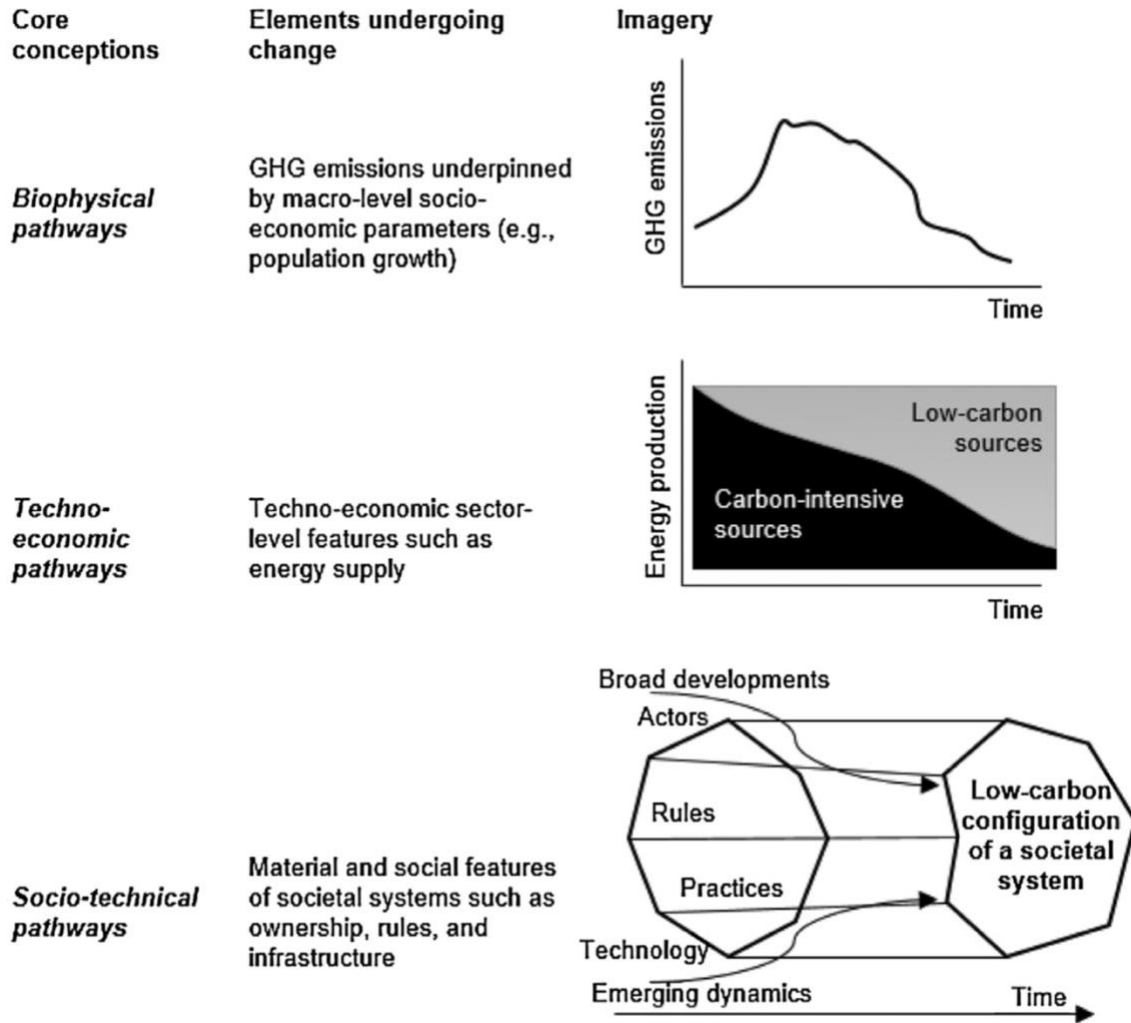 Core
conceptions
Elements undergoing
change
Imagery
Biophysical
pathways
GHG emissions underpinned
by macro-level socio-
economic parameters (e.g.,
population growth)
GHG emissions
Time
Techno-
economic
pathways
Techno-economic sector-
level features such as
energy supply
Energy production
Low-carbon
sources
Carbon-intensive
sources
Time
Socio-technical
pathways
Material and social features
of societal systems such as
ownership, rules, and
infrastructure
Broad developments
Actors
Rules
Practices
Technology
Emerging dynamics
Low-carbon
configuration
of a societal
system
Time